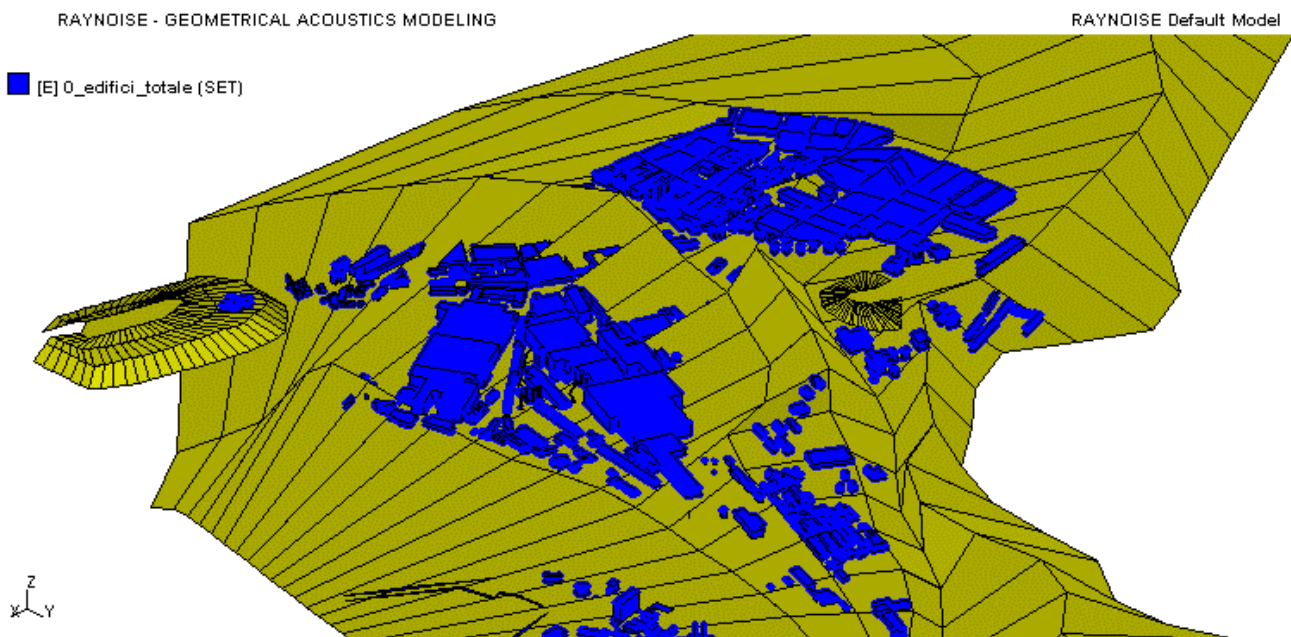 RAYNOISE - GEOMETRICAL ACOUSTICS MODELING
RAYNOISE Default Model
[E] 0_edifici_totale (SET)
Z
X Y